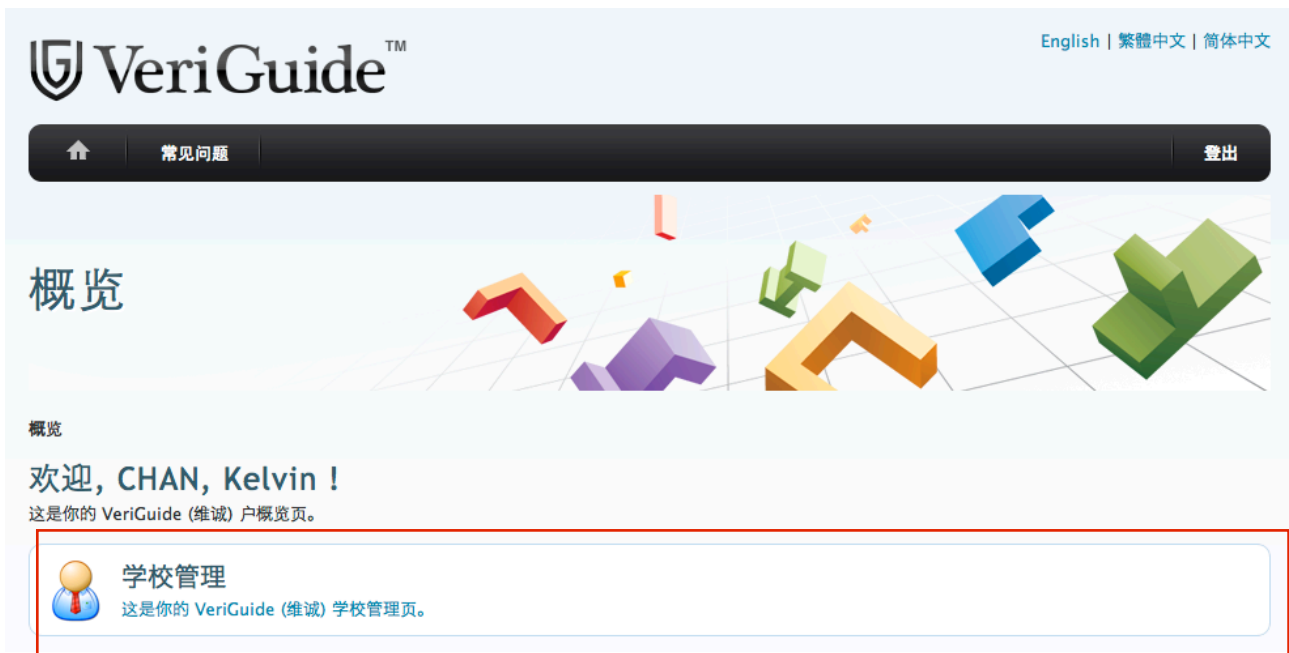 VeriGuide™
English | 繁體中文 | 简体中文
常见问题
登出
概览
概览
欢迎, CHAN, Kelvin !
这是你的 VeriGuide (维诚) 户概览页。
学校管理
这是你的 VeriGuide (维诚) 学校管理页。